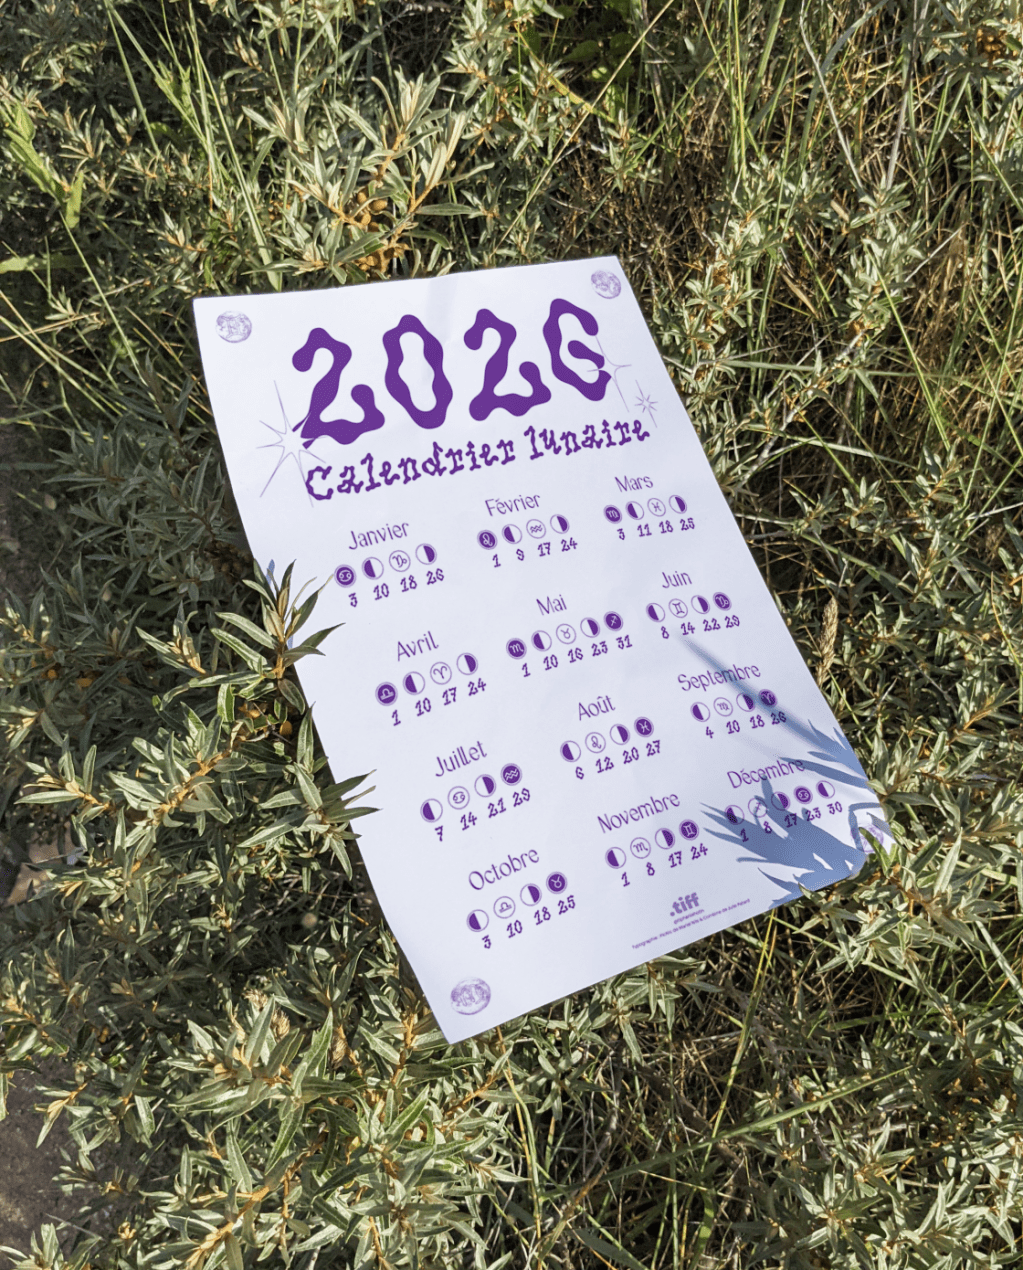 2026
Calendrier lunaire
Janvier
3 10 18 26
Février
1 9 17 24
Mars
3 11 18 25
Avril
1 10 17 24
Mai
1 10 16 23 31
Juin
8 14 22 29
Juillet
7 14 21 29
Août
6 12 20 27
Septembre
4 10 18 26
Octobre
3 10 18 25
Novembre
1 8 17 24
Décembre
1 8 17 23 30
.tiff
Typographie